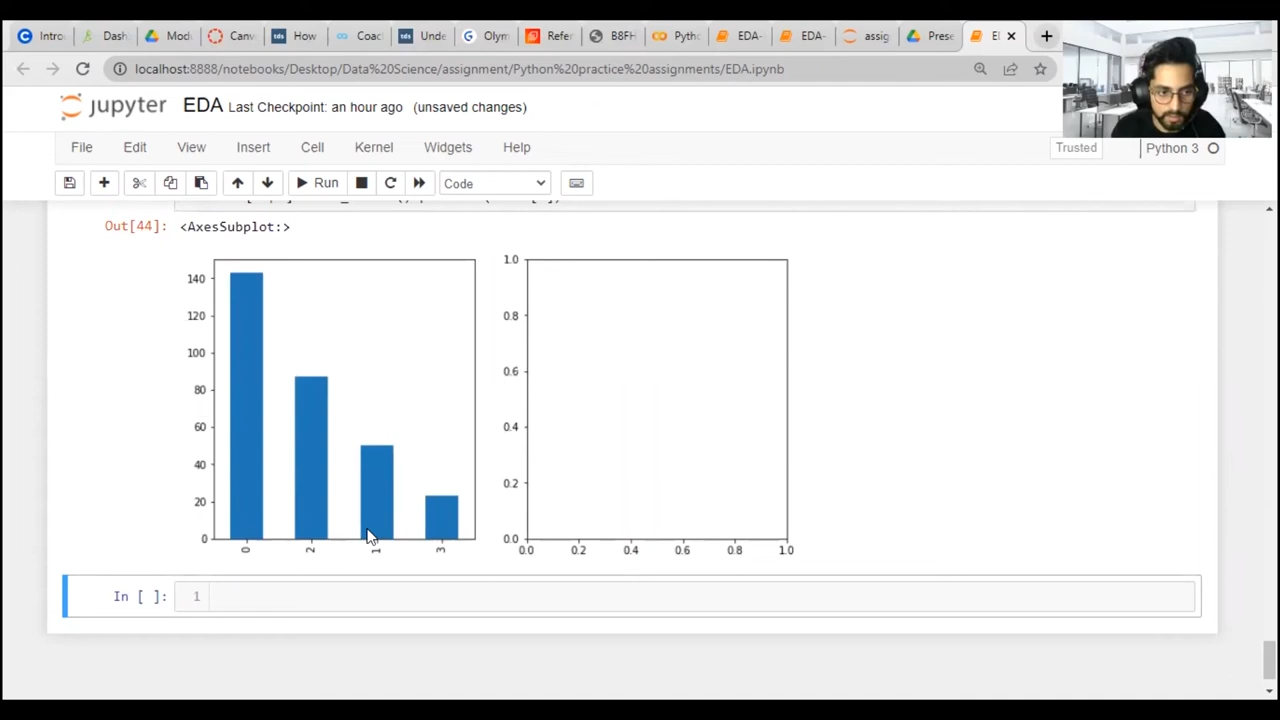 Intro
Dash
Mod
Canv
How
Coac
Unde
Olym
Refer
B8FH
Pytho
EDA-
EDA-
assig
Prese
localhost:8888/notebooks/Desktop/Data%20Science/assignment/Python%20practice%20assignments/EDA.ipynb
jupyter EDA Last Checkpoint: an hour ago (unsaved changes)
File Edit View Insert Cell Kernel Widgets Help
Trusted Python 3
Run Code
Out[44]: <AxesSubplot:>
140
120
100
80
60
40
20
0
0 2 1 3
1.0
0.8
0.6
0.4
0.2
0.0
0.0 0.2 0.4 0.6 0.8 1.0
In [ ]: 1